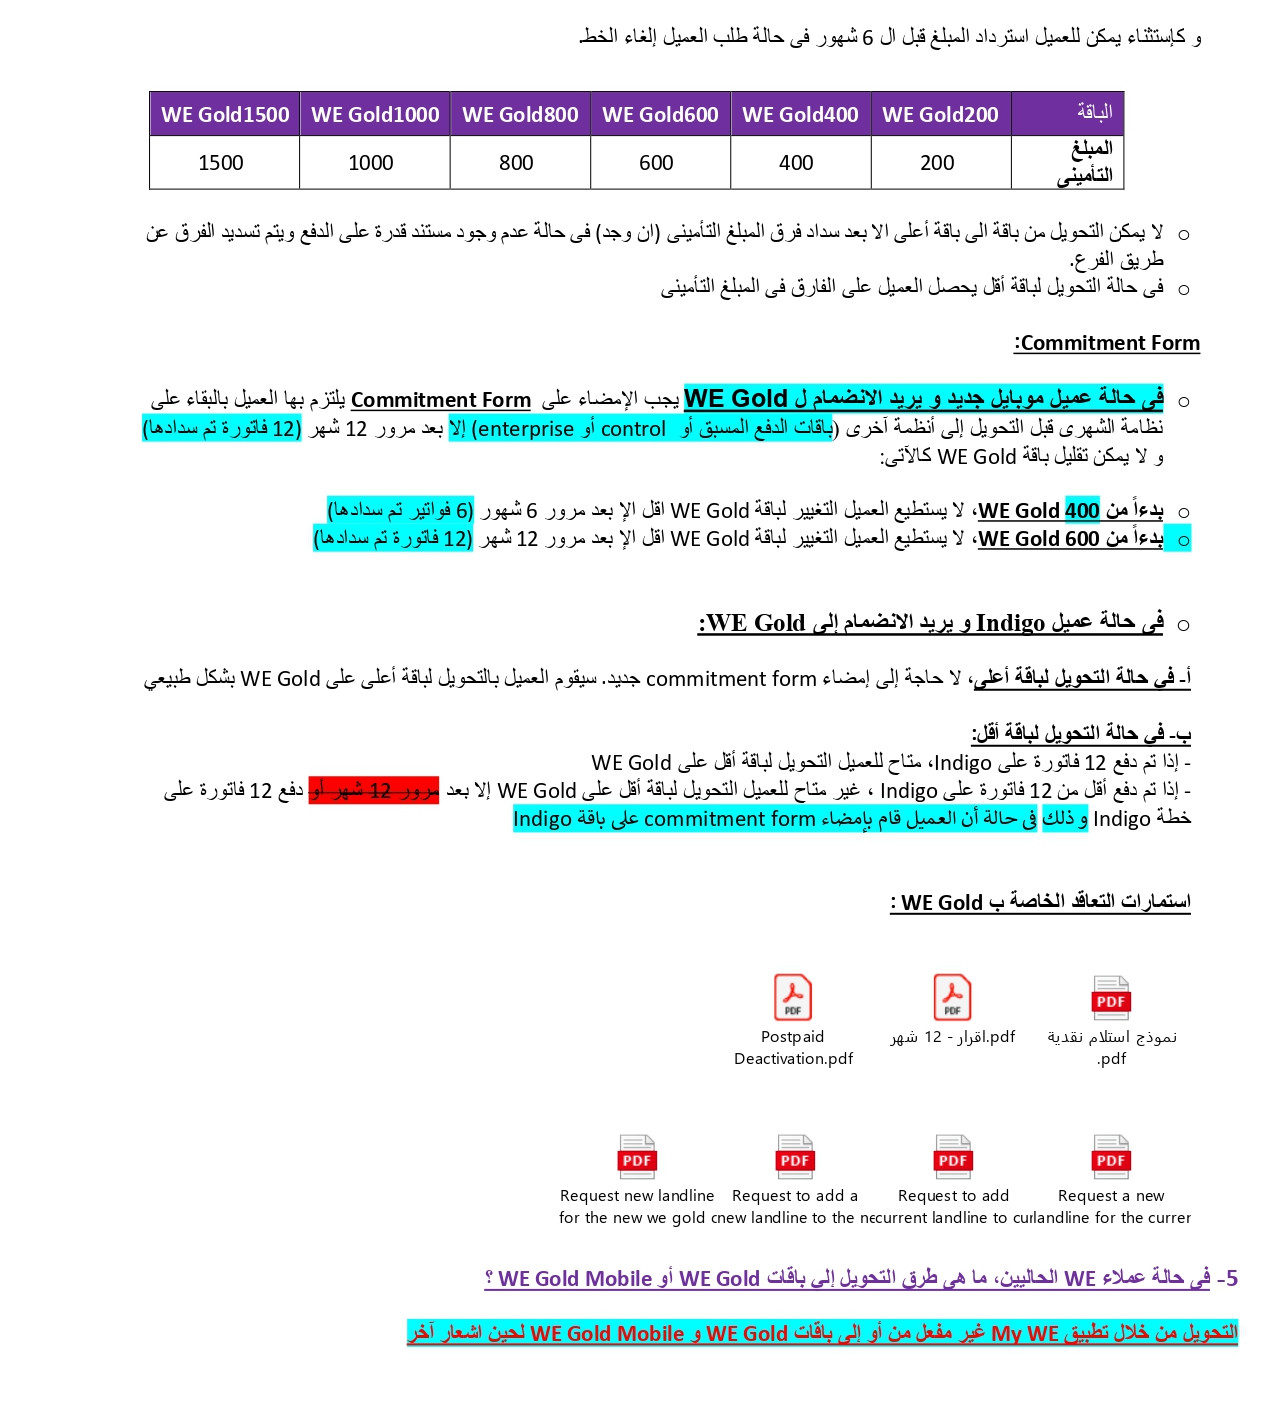 و كإستثناء يمكن للعميل استرداد المبلغ قبل ال 6 شهور فى حالة طلب العميل إلغاء الخط.
الباقة WE Gold200 WE Gold400 WE Gold600 WE Gold800 WE Gold1000 WE Gold1500
المبلغ التأمينى 200 400 600 800 1000 1500
o لا يمكن التحويل من باقة الى باقة أعلى الا بعد سداد فرق المبلغ التأمينى (ان وجد) فى حالة عدم وجود مستند قدرة على الدفع ويتم تسديد الفرق عن
طريق الفرع.
o فى حالة التحويل لباقة أقل يحصل العميل على الفارق فى المبلغ التأمينى
Commitment Form:
o فى حالة عميل موبايل جديد و يريد الانضمام ل WE Gold يجب الإمضاء على Commitment Form يلتزم بها العميل بالبقاء على
نظامة الشهرى قبل التحويل إلى أنظمة آخرى (باقات الدفع المسبق أو control أو enterprise) إلا بعد مرور 12 شهر (12 فاتورة تم سدادها)
و لا يمكن تقليل باقة WE Gold كالآتى:
o بدءاً من WE Gold 400، لا يستطيع العميل التغيير لباقة WE Gold اقل الإ بعد مرور 6 شهور (6 فواتير تم سدادها)
o بدءاً من WE Gold 600، لا يستطيع العميل التغيير لباقة WE Gold اقل الإ بعد مرور 12 شهر (12 فاتورة تم سدادها)
o فى حالة عميل Indigo و يريد الانضمام إلى WE Gold:
أ- في حالة التحويل لباقة أعلى، لا حاجة إلى إمضاء commitment form جديد. سيقوم العميل بالتحويل لباقة أعلى على WE Gold بشكل طبيعي
ب- في حالة التحويل لباقة أقل:
- إذا تم دفع 12 فاتورة على Indigo، متاح للعميل التحويل لباقة أقل على WE Gold
- إذا تم دفع أقل من 12 فاتورة على Indigo ، غير متاح للعميل التحويل لباقة أقل على WE Gold إلا بعد مرور 12 شهر أو دفع 12 فاتورة على
خطة Indigo و ذلك فى حالة أن العميل قام بإمضاء commitment form على باقة Indigo
استمارات التعاقد الخاصة ب WE Gold :
نموذج استلام نقدية
.pdf
اقرار - 12 شهر.pdf
Postpaid
Deactivation.pdf
Request a new
landline for the currer
Request to add
current landline to cur
Request to add a
new landline to the ne
Request new landline
for the new we gold c
5- في حالة عملاء WE الحاليين، ما هى طرق التحويل إلى باقات WE Gold أو WE Gold Mobile ؟
التحويل من خلال تطبيق My WE غير مفعل من أو إلى باقات WE Gold و WE Gold Mobile لحين اشعار آخر